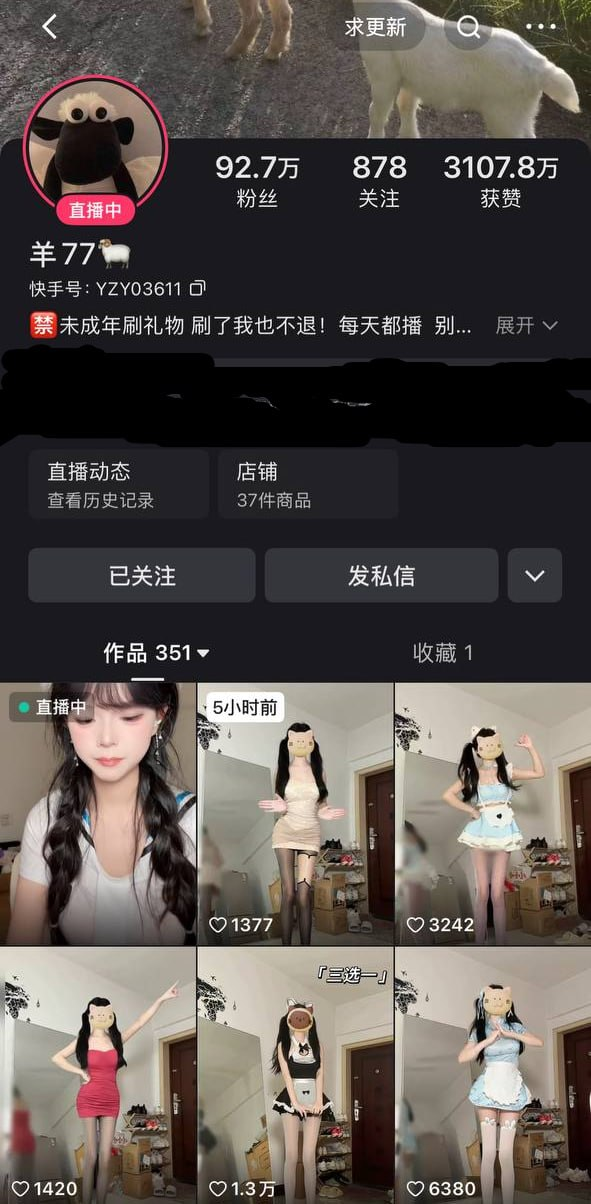 求更新
92.7万 878 3107.8万
粉丝 关注 获赞
直播中
羊77
快手号：YZY03611
禁未成年刷礼物 刷了我也不退！每天都播 别... 展开
直播动态 店铺
查看历史记录 37件商品
已关注 发私信
作品 351 收藏 1
直播中 5小时前
1377 3242
「三选一」
1420 1.3万 6380